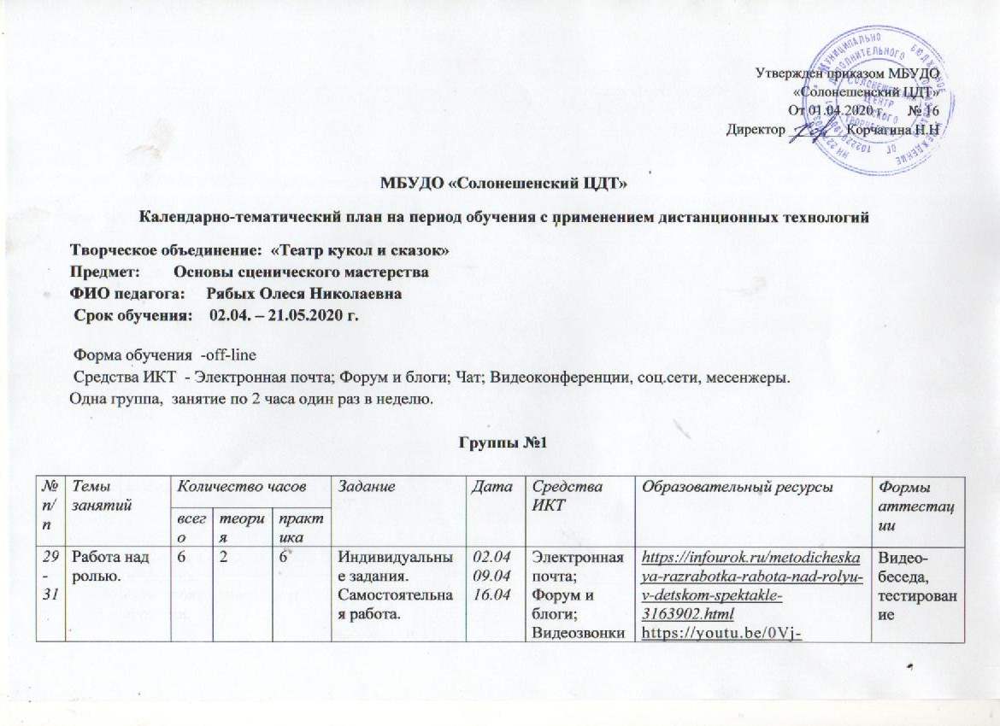 Утвержден приказом МБУДО
«Солонешенский ЦДТ»
От 01.04.2020 г. № 16
Директор Корчагина Н.Н
МБУДО «Солонешенский ЦДТ»
Календарно-тематический план на период обучения с применением дистанционных технологий
Творческое объединение: «Театр кукол и сказок»
Предмет: Основы сценического мастерства
ФИО педагога: Рябых Олеся Николаевна
Срок обучения: 02.04. – 21.05.2020 г.
Форма обучения -off-line
Средства ИКТ - Электронная почта; Форум и блоги; Чат; Видеоконференции, соц.сети, месенжеры.
Одна группа, занятие по 2 часа один раз в неделю.
Группы №1
№ п/п
Темы занятий
Количество часов
всего
теория
практика
Задание
Дата
Средства ИКТ
Образовательный ресурсы
Формы аттестации
29
-
31
Работа над
ролью.
6
2
6
Индивидуальны
е задания.
Самостоятельна
я работа.
02.04
09.04
16.04
Электронная
почта;
Форум и
блоги;
Видеозвонки
https://infourok.ru/metodicheska
ya-razrabotka-rabota-nad-rolyu-
v-detskom-spektakle-
3163902.html
https://youtu.be/0Vj-
Видео-
беседа,
тестирован
ие